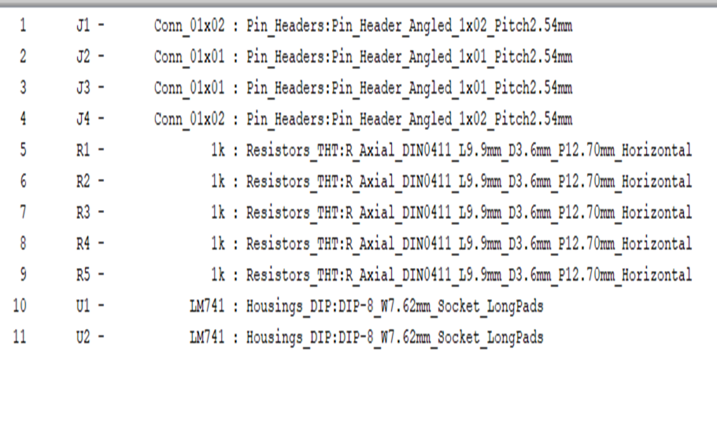 1 J1 - Conn_01x02 : Pin_Headers:Pin_Header_Angled_1x02_Pitch2.54mm
2 J2 - Conn_01x01 : Pin_Headers:Pin_Header_Angled_1x01_Pitch2.54mm
3 J3 - Conn_01x01 : Pin_Headers:Pin_Header_Angled_1x01_Pitch2.54mm
4 J4 - Conn_01x02 : Pin_Headers:Pin_Header_Angled_1x02_Pitch2.54mm
5 R1 - 1k : Resistors_THT:R_Axial_DIN0411_L9.9mm_D3.6mm_P12.70mm_Horizontal
6 R2 - 1k : Resistors_THT:R_Axial_DIN0411_L9.9mm_D3.6mm_P12.70mm_Horizontal
7 R3 - 1k : Resistors_THT:R_Axial_DIN0411_L9.9mm_D3.6mm_P12.70mm_Horizontal
8 R4 - 1k : Resistors_THT:R_Axial_DIN0411_L9.9mm_D3.6mm_P12.70mm_Horizontal
9 R5 - 1k : Resistors_THT:R_Axial_DIN0411_L9.9mm_D3.6mm_P12.70mm_Horizontal
10 U1 - LM741 : Housings_DIP:DIP-8_W7.62mm_Socket_LongPads
11 U2 - LM741 : Housings_DIP:DIP-8_W7.62mm_Socket_LongPads